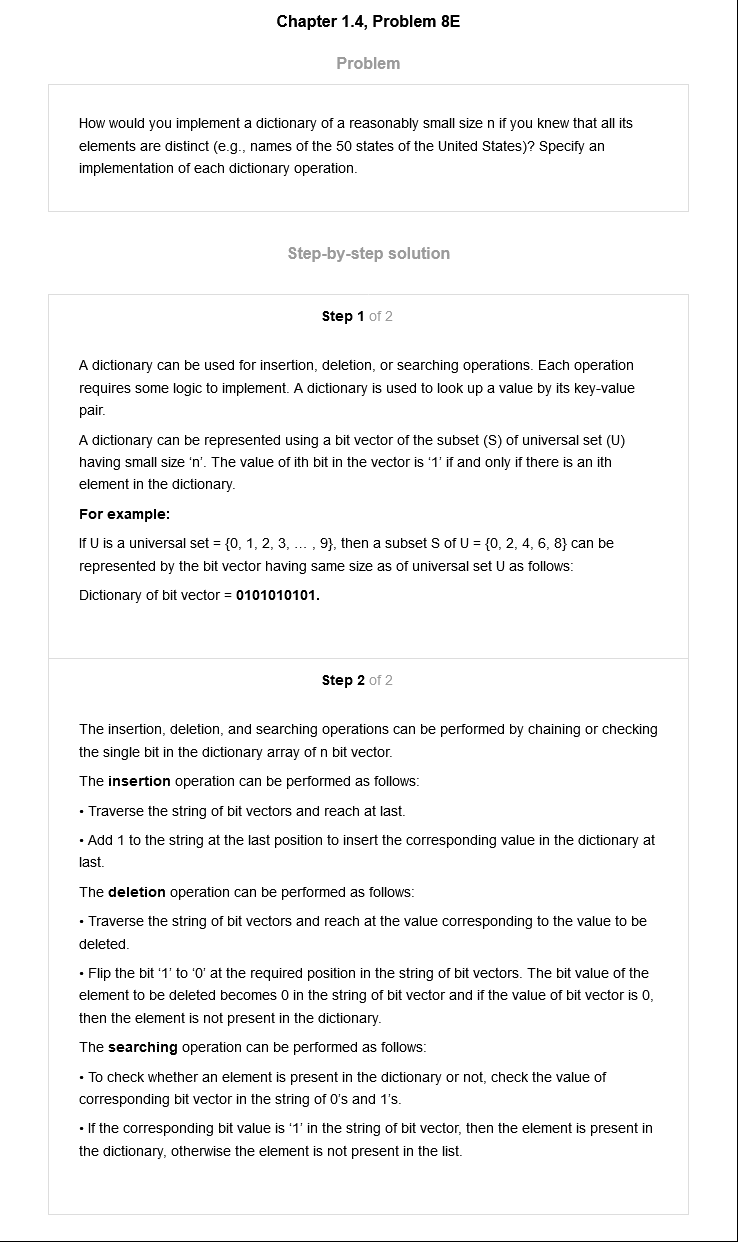 Chapter 1.4, Problem 8E
Problem
How would you implement a dictionary of a reasonably small size n if you knew that all its
elements are distinct (e.g., names of the 50 states of the United States)? Specify an
implementation of each dictionary operation.
Step-by-step solution
Step 1 of 2
A dictionary can be used for insertion, deletion, or searching operations. Each operation
requires some logic to implement. A dictionary is used to look up a value by its key-value
pair.
A dictionary can be represented using a bit vector of the subset (S) of universal set (U)
having small size ‘n’. The value of ith bit in the vector is ‘1’ if and only if there is an ith
element in the dictionary.
For example:
If U is a universal set = {0, 1, 2, 3, … , 9}, then a subset S of U = {0, 2, 4, 6, 8} can be
represented by the bit vector having same size as of universal set U as follows:
Dictionary of bit vector = 0101010101.
Step 2 of 2
The insertion, deletion, and searching operations can be performed by chaining or checking
the single bit in the dictionary array of n bit vector.
The insertion operation can be performed as follows:
• Traverse the string of bit vectors and reach at last.
• Add 1 to the string at the last position to insert the corresponding value in the dictionary at
last.
The deletion operation can be performed as follows:
• Traverse the string of bit vectors and reach at the value corresponding to the value to be
deleted.
• Flip the bit ‘1’ to ‘0’ at the required position in the string of bit vectors. The bit value of the
element to be deleted becomes 0 in the string of bit vector and if the value of bit vector is 0,
then the element is not present in the dictionary.
The searching operation can be performed as follows:
• To check whether an element is present in the dictionary or not, check the value of
corresponding bit vector in the string of 0’s and 1’s.
• If the corresponding bit value is ‘1’ in the string of bit vector, then the element is present in
the dictionary, otherwise the element is not present in the list.